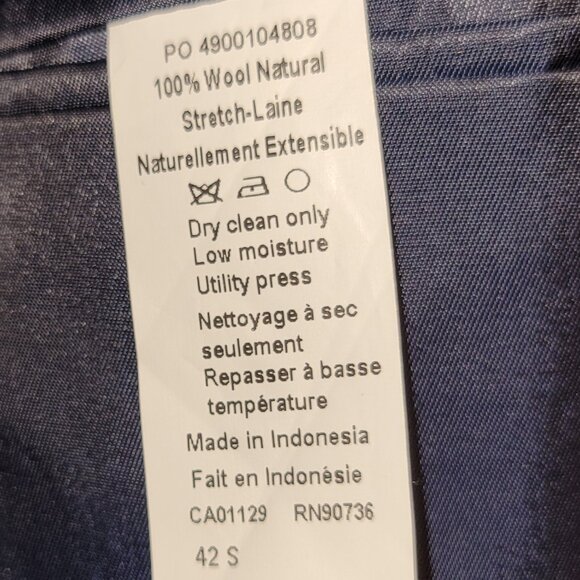 PO 4900104808
100% Wool Natural
Stretch-Laine
Naturellement Extensible
Dry clean only
Low moisture
Utility press
Nettoyage à sec
seulement
Repasser à basse
température
Made in Indonesia
Fait en Indonésie
CA01129 RN90736
42 S